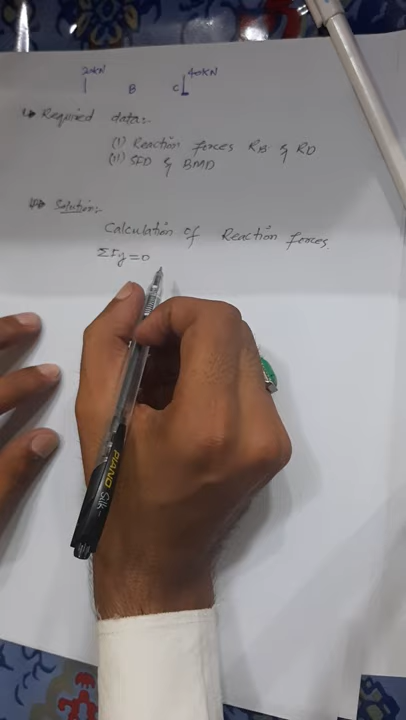 20KN B C 40KN
Required data:-
(I) Reaction forces RB & RD
(II) SFD & BMD
Solution:-
Calculation of Reaction forces.
ΣFy=0
PIANO Silk